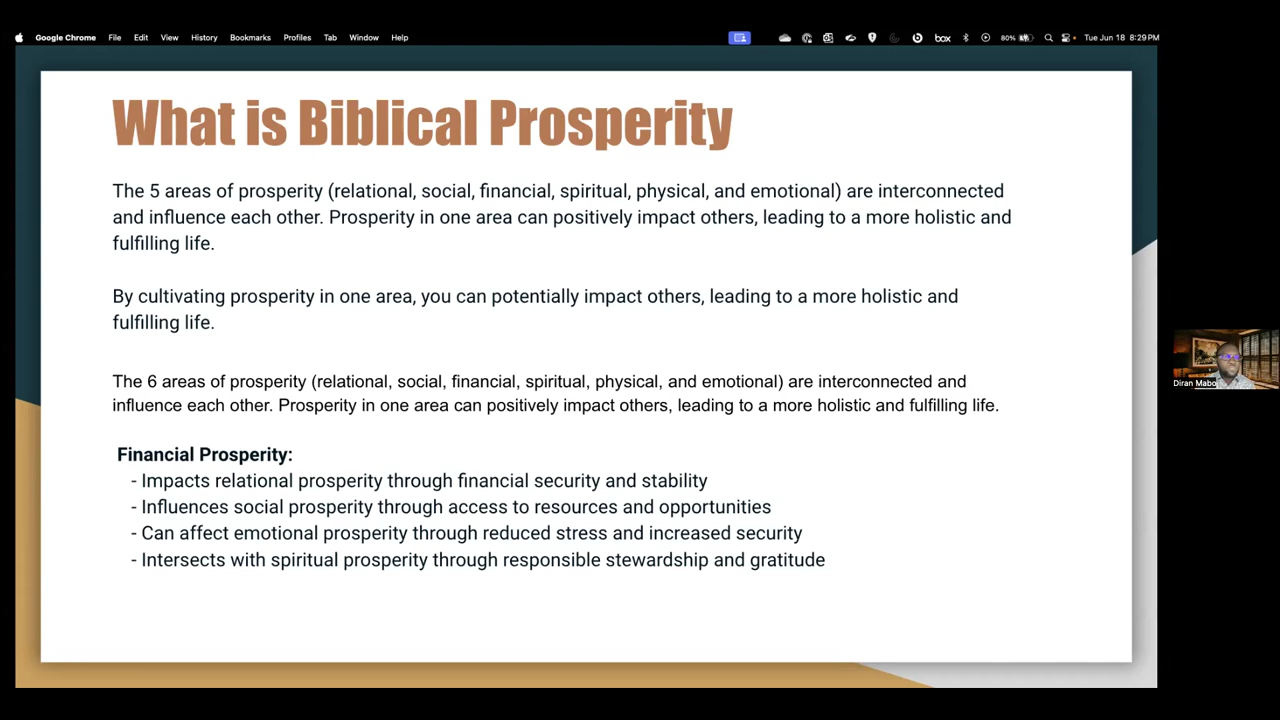 Google Chrome File Edit View History Bookmarks Profiles Tab Window Help box 80% Tue Jun 18 8:29 PM
What is Biblical Prosperity
The 5 areas of prosperity (relational, social, financial, spiritual, physical, and emotional) are interconnected
and influence each other. Prosperity in one area can positively impact others, leading to a more holistic and
fulfilling life.
By cultivating prosperity in one area, you can potentially impact others, leading to a more holistic and
fulfilling life.
The 6 areas of prosperity (relational, social, financial, spiritual, physical, and emotional) are interconnected and
influence each other. Prosperity in one area can positively impact others, leading to a more holistic and fulfilling life.
Financial Prosperity:
- Impacts relational prosperity through financial security and stability
- Influences social prosperity through access to resources and opportunities
- Can affect emotional prosperity through reduced stress and increased security
- Intersects with spiritual prosperity through responsible stewardship and gratitude
Diran Mabo